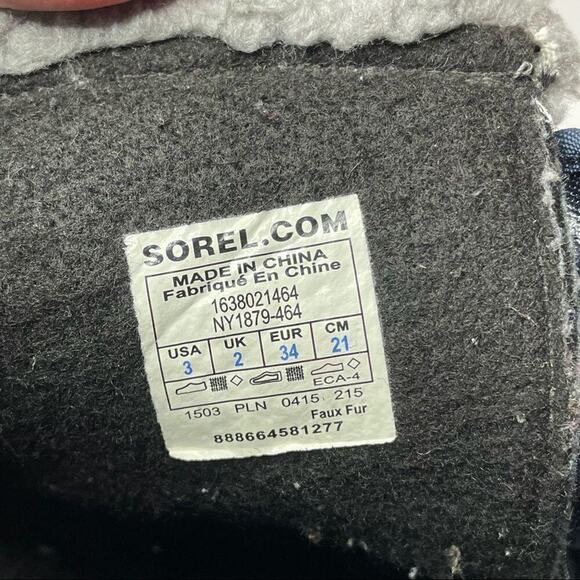 SOREL.COM
MADE IN CHINA
Fabriqué En Chine
1638021464
NY1879-464
USA UK EUR CM
3 2 34 21
ECA-4
1503 PLN 0415 215
Faux Fur
888664581277